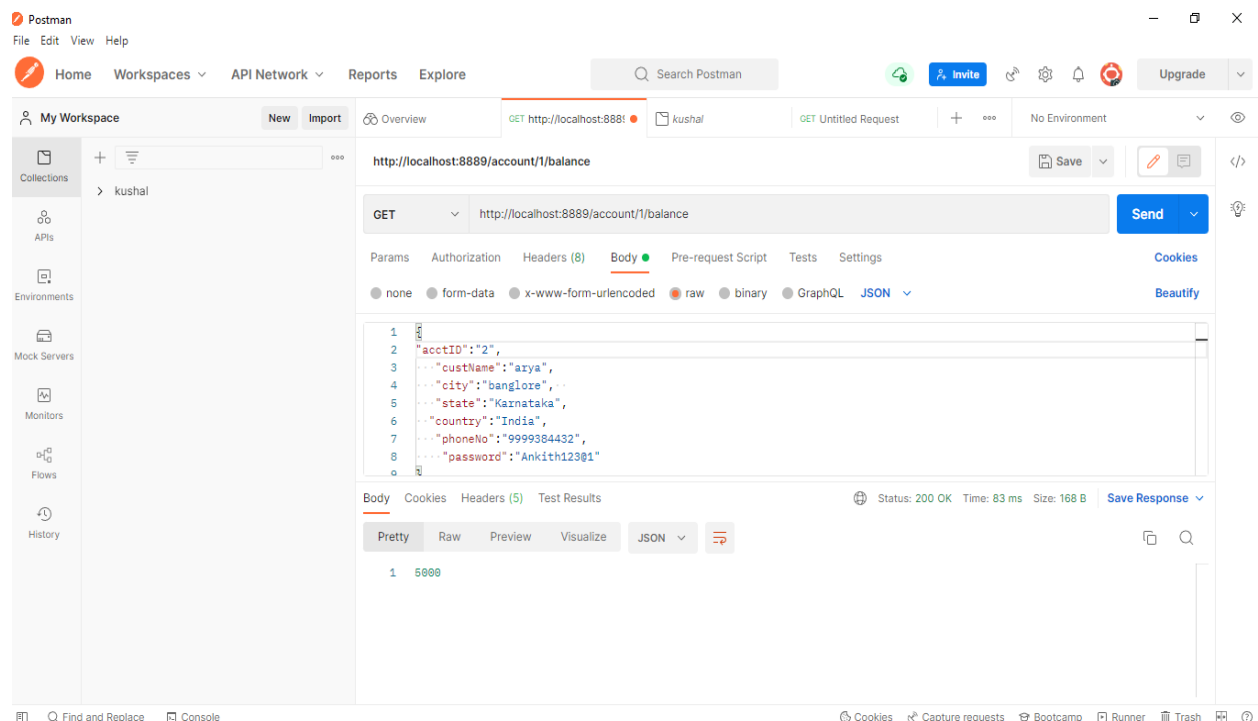 Postman
File Edit View Help
Home Workspaces API Network Reports Explore Search Postman Invite Upgrade
My Workspace New Import Overview GET http://localhost:888 kushal GET Untitled Request No Environment
Collections
kushal
APIs
Environments
Mock Servers
Monitors
Flows
History
http://localhost:8889/account/1/balance Save
GET http://localhost:8889/account/1/balance Send
Params Authorization Headers (8) Body Pre-request Script Tests Settings Cookies
none form-data x-www-form-urlencoded raw binary GraphQL JSON Beautify
1 {
2 "acctID":"2",
3 "custName":"arya",
4 "city":"banglore",
5 "state":"Karnataka",
6 "country":"India",
7 "phoneNo":"9999384432",
8 "password":"Ankith123@1"
9 }
Body Cookies Headers (5) Test Results Status: 200 OK Time: 83 ms Size: 168 B Save Response
Pretty Raw Preview Visualize JSON
1 5000
Find and Replace Console Cookies Capture requests Bootcamp Runner Trash